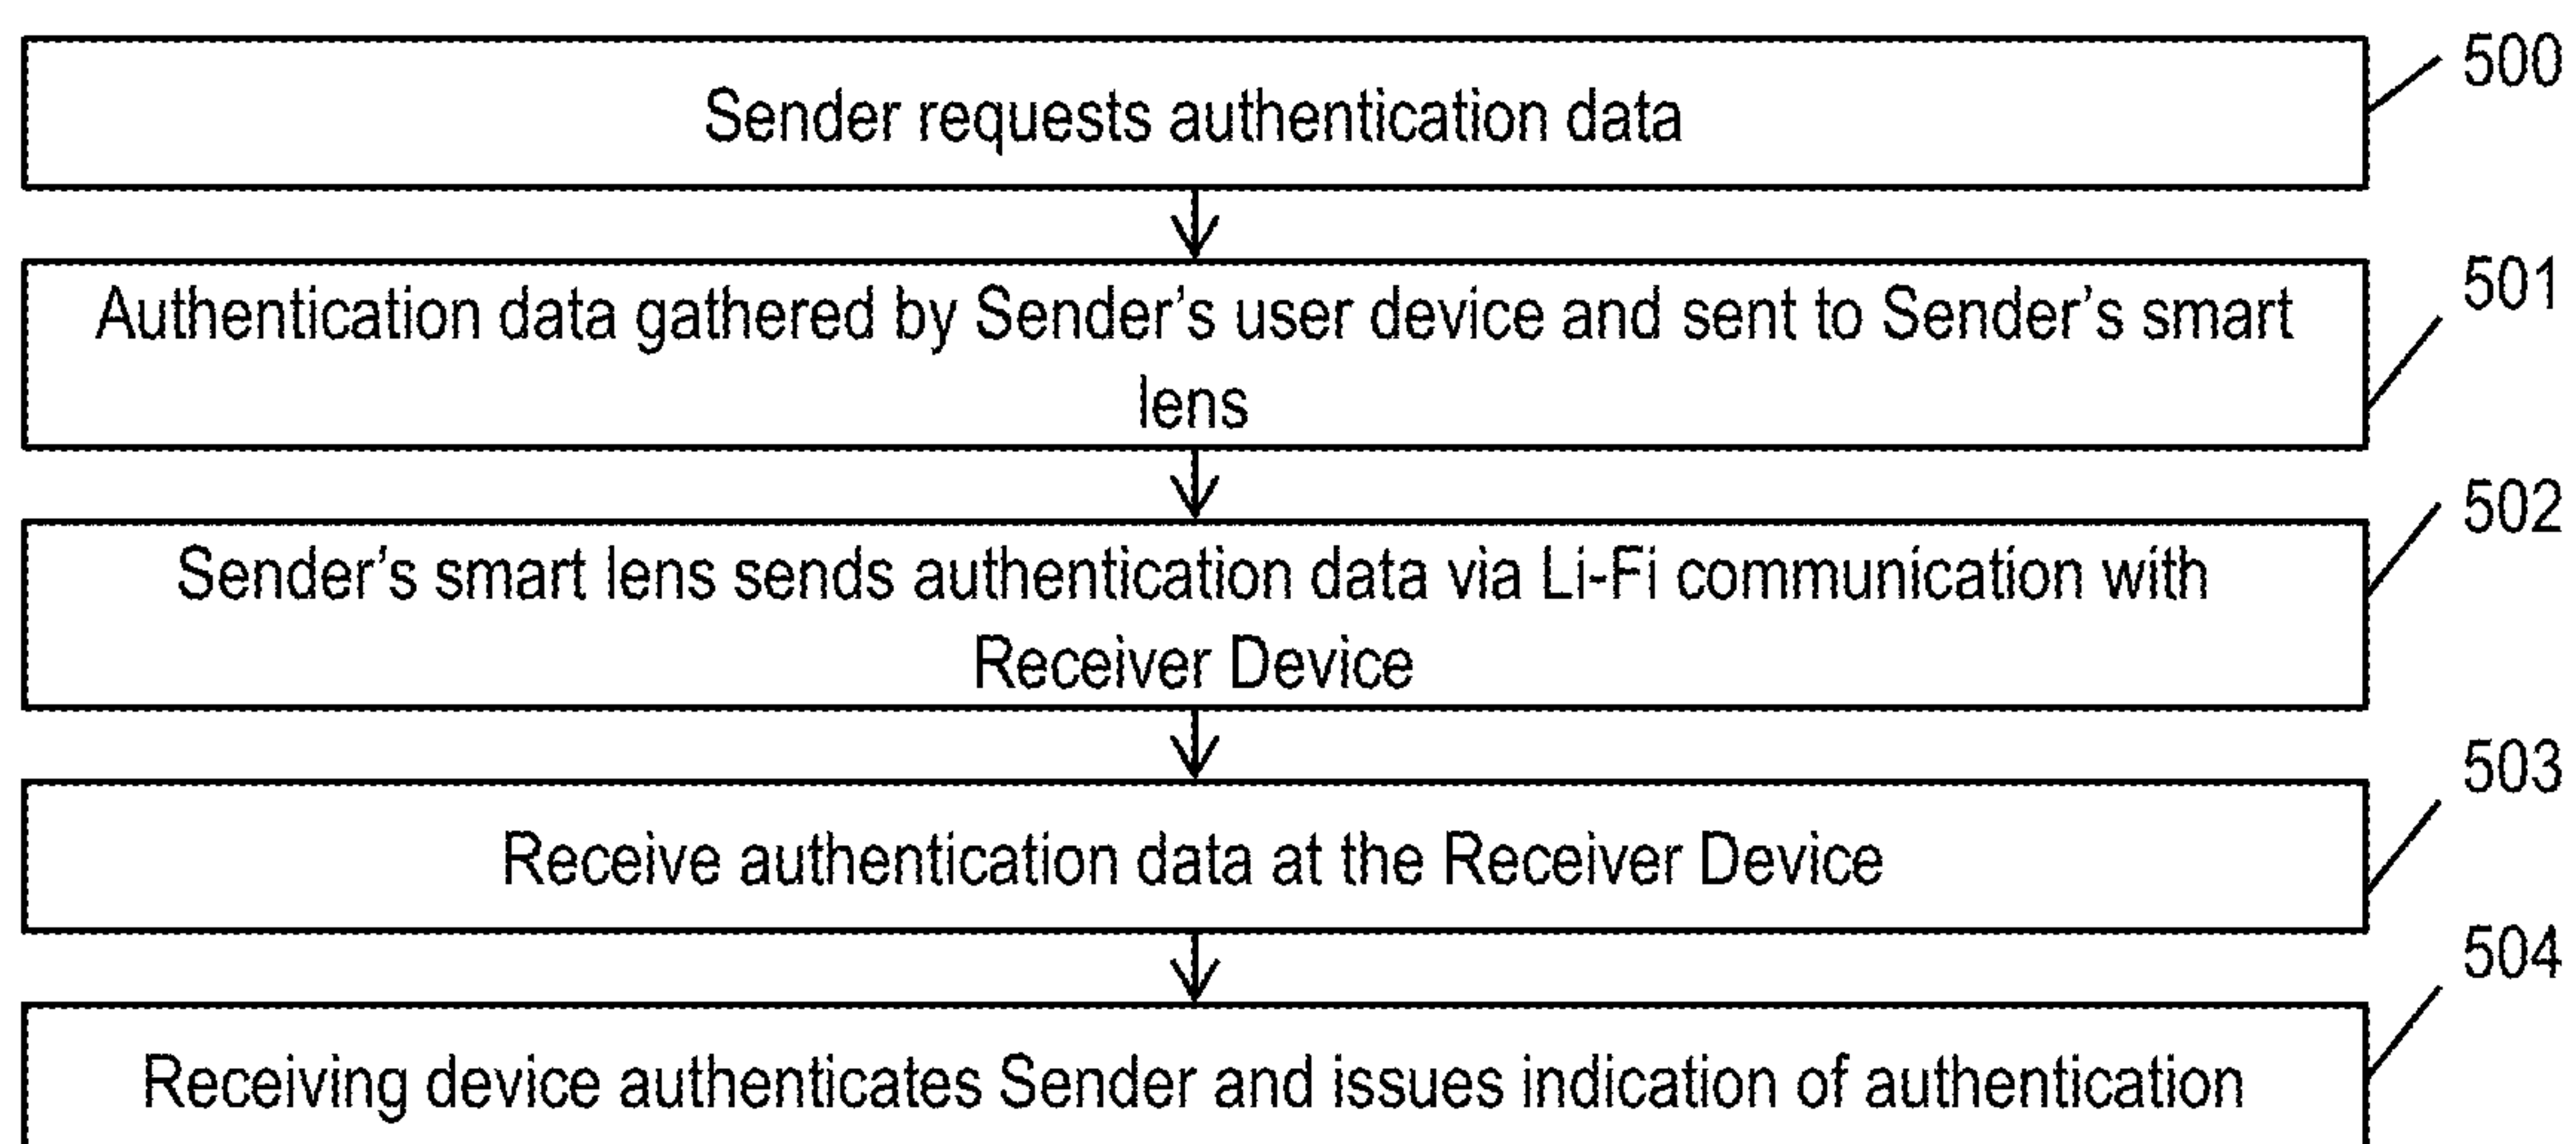 500
Sender requests authentication data
501
Authentication data gathered by Sender's user device and sent to Sender's smart
lens
502
Sender's smart lens sends authentication data via Li-Fi communication with
Receiver Device
503
Receive authentication data at the Receiver Device
504
Receiving device authenticates Sender and issues indication of authentication